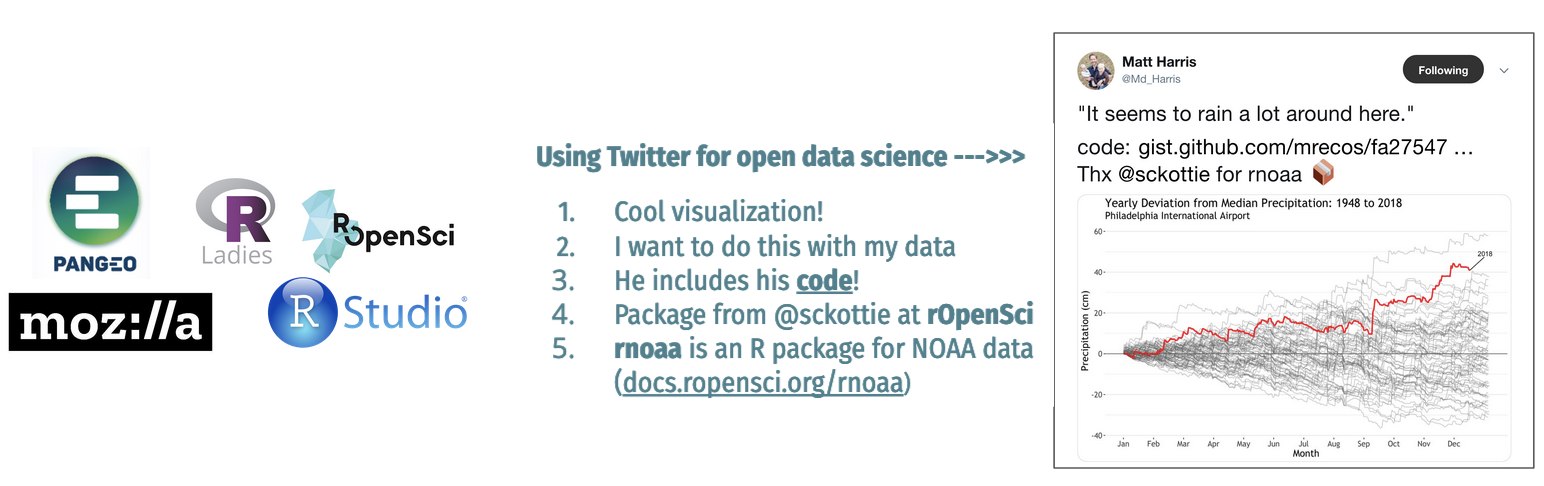 PANGEO
R
Ladies
ROpenSci
moz://a
R Studio®
Using Twitter for open data science --->>>
1. Cool visualization!
2. I want to do this with my data
3. He includes his code!
4. Package from @sckottie at rOpenSci
5. rnoaa is an R package for NOAA data
(docs.ropensci.org/rnoaa)
Matt Harris
@Md_Harris
Following
"It seems to rain a lot around here."
code: gist.github.com/mrecos/fa27547 ...
Thx @sckottie for rnoaa
Yearly Deviation from Median Precipitation: 1948 to 2018
Philadelphia International Airport
Precipitation (cm)
60
40
20
0
-20
-40
2018
Jan Feb Mar Apr May Jun Jul Aug Sep Oct Nov Dec
Month